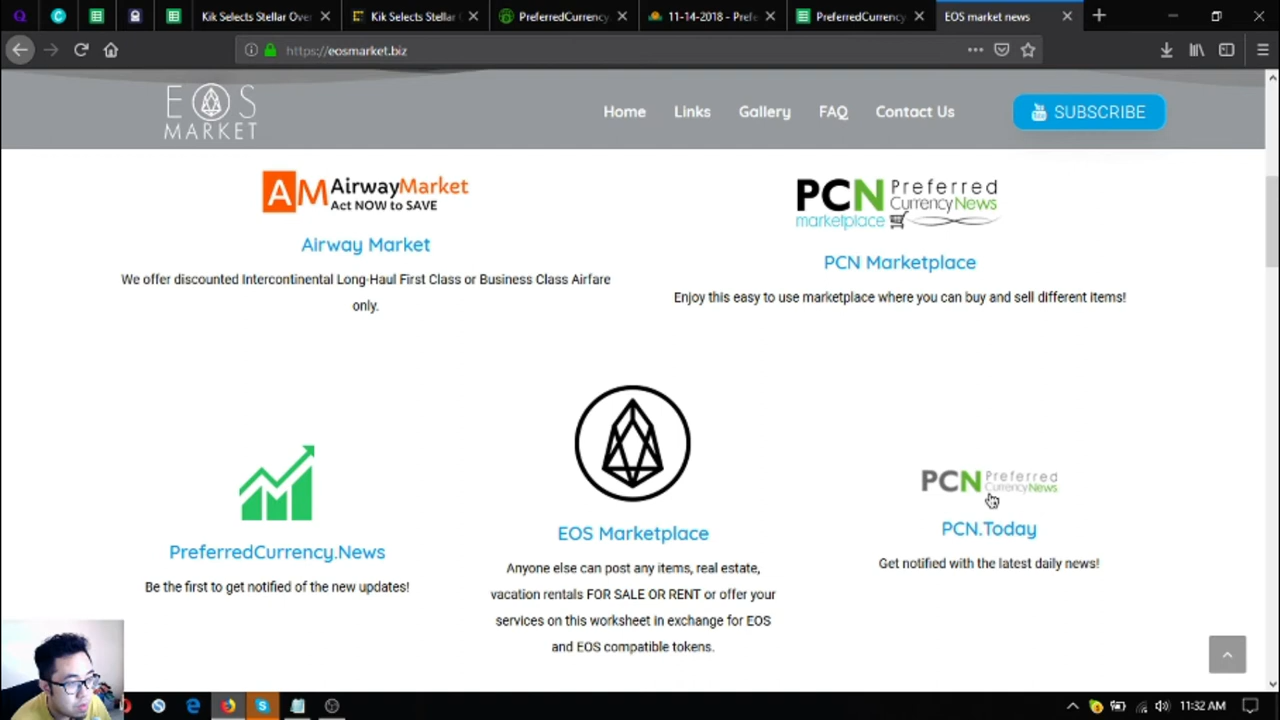 Kik Selects Stellar Over
Kik Selects Stellar
PreferredCurrency
11-14-2018 - Prefe
PreferredCurrency
EOS market news
https://eosmarket.biz
EOS
MARKET
Home
Links
Gallery
FAQ
Contact Us
SUBSCRIBE
AM AirwayMarket
Act NOW to SAVE
Airway Market
We offer discounted Intercontinental Long-Haul First Class or Business Class Airfare
only.
PCN Preferred
CurrencyNews
marketplace
PCN Marketplace
Enjoy this easy to use marketplace where you can buy and sell different Items!
PreferredCurrency.News
Be the first to get notified of the new updates!
EOS Marketplace
Anyone else can post any items, real estate,
vacation rentals FOR SALE OR RENT or offer your
services on this worksheet in exchange for EOS
and EOS compatible tokens.
PCN Preferred
CurrencyNews
PCN.Today
Get notified with the latest daily news!
11:32 AM